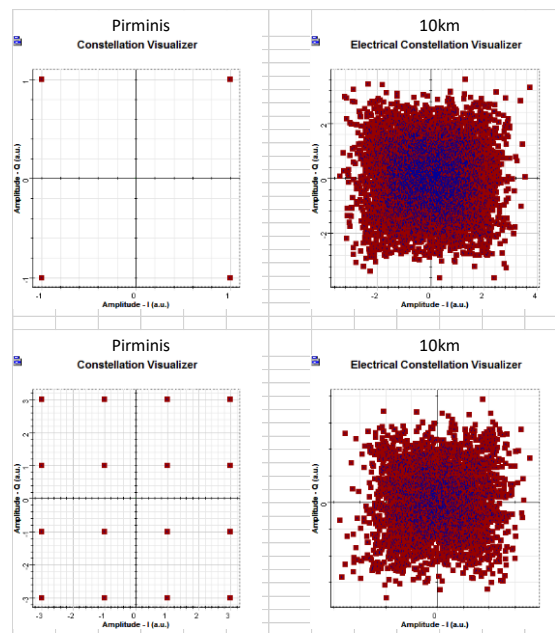 Pirminis
10km
Constellation Visualizer
Electrical Constellation Visualizer
Amplitude - Q (a.u.)
1
0
-1
-1
0
1
Amplitude - I (a.u.)
Amplitude - Q (a.u.)
2
0
-2
-2
0
2
4
Amplitude - I (a.u.)
Pirminis
10km
Constellation Visualizer
Electrical Constellation Visualizer
Amplitude - Q (a.u.)
3
2
1
0
-1
-2
-3
-3
-2
-1
0
1
2
3
Amplitude - I (a.u.)
Amplitude - Q (a.u.)
0
0
Amplitude - I (a.u.)